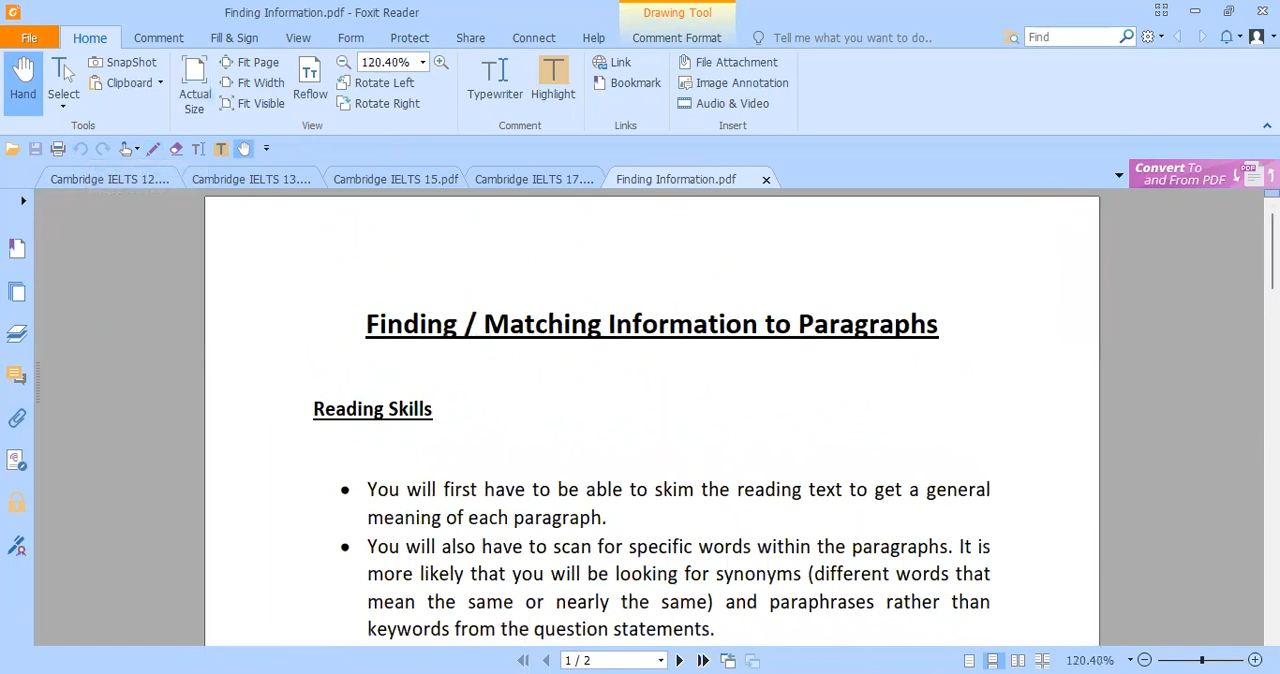 Finding Information.pdf - Foxit Reader
Drawing Tool
File Home Comment Fill & Sign View Form Protect Share Connect Help Comment Format Tell me what you want to do.. Find
Hand
Select
SnapShot
Clipboard
Tools
Actual Size
Fit Page
Fit Width
Fit Visible
Reflow
120.40%
Rotate Left
Rotate Right
View
Typewriter
Highlight
Comment
Link
Bookmark
Links
File Attachment
Image Annotation
Audio & Video
Insert
Cambridge IELTS 12.... Cambridge IELTS 13.... Cambridge IELTS 15.pdf Cambridge IELTS 17.... Finding Information.pdf
Convert To
and From PDF
Finding / Matching Information to Paragraphs
Reading Skills
• You will first have to be able to skim the reading text to get a general
meaning of each paragraph.
• You will also have to scan for specific words within the paragraphs. It is
more likely that you will be looking for synonyms (different words that
mean the same or nearly the same) and paraphrases rather than
keywords from the question statements.
1 / 2
120.40%